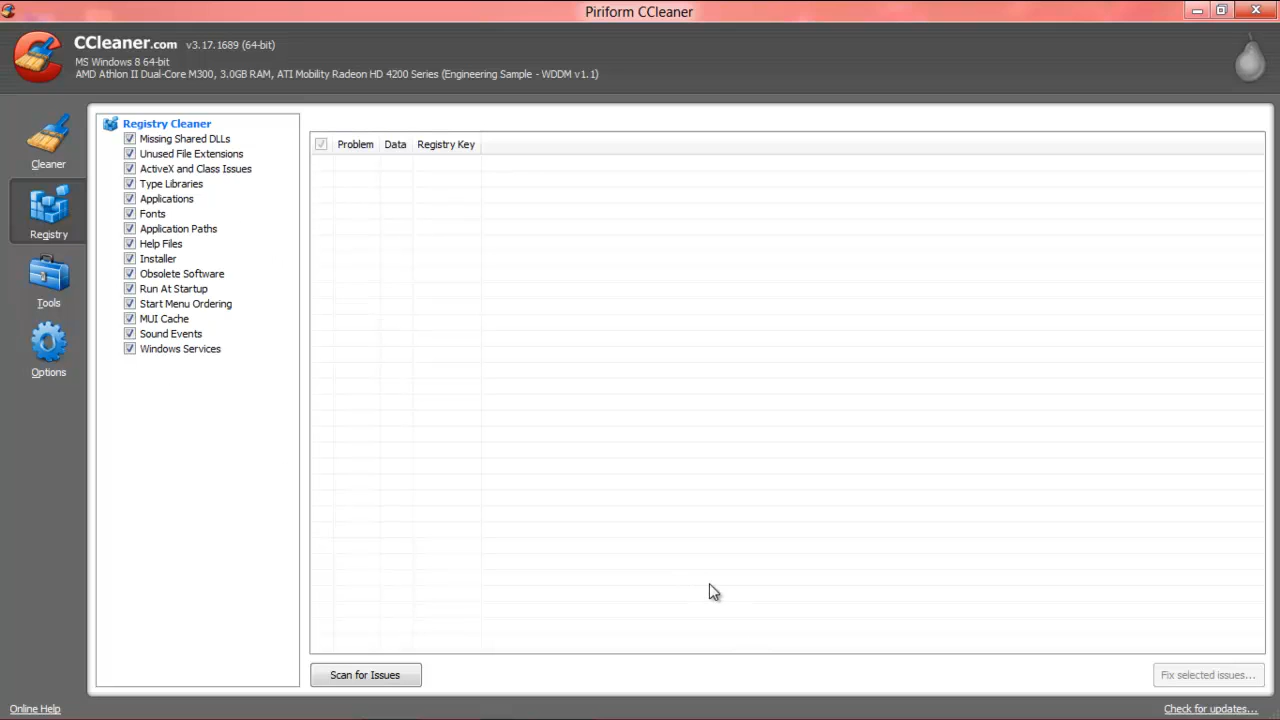 Piriform CCleaner
CCleaner.com v3.17.1689 (64-bit)
MS Windows 8 64-bit
AMD Athlon II Dual-Core M300, 3.0GB RAM, ATI Mobility Radeon HD 4200 Series (Engineering Sample - WDDM v1.1)
Cleaner
Registry
Tools
Options
Registry Cleaner
Missing Shared DLLs
Unused File Extensions
ActiveX and Class Issues
Type Libraries
Applications
Fonts
Application Paths
Help Files
Installer
Obsolete Software
Run At Startup
Start Menu Ordering
MUI Cache
Sound Events
Windows Services
Problem Data Registry Key
Scan for Issues
Fix selected issues...
Online Help
Check for updates...